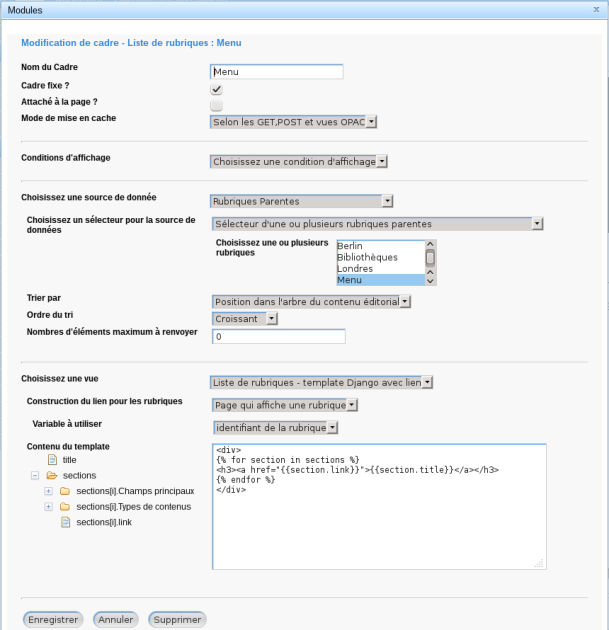 Modules
Modification de cadre - Liste de rubriques : Menu
Nom du Cadre
Menu
Cadre fixe ?
Attaché à la page ?
Mode de mise en cache
Selon les GET,POST et vues OPAC
Conditions d'affichage
Choisissez une condition d'affichage
Choisissez une source de donnée
Rubriques Parentes
Choisissez un sélecteur pour la source de
données
Sélecteur d'une ou plusieurs rubriques parentes
Choisissez une ou plusieurs
rubriques
Berlin
Bibliothèques
Londres
Menu
Trier par
Position dans l'arbre du contenu éditorial
Ordre du tri
Croissant
Nombres d'éléments maximum à renvoyer
0
Choisissez une vue
Liste de rubriques - template Django avec lien
Construction du lien pour les rubriques
Page qui affiche une rubrique
Variable à utiliser
identifiant de la rubrique
Contenu du template
title
sections
sections[i].Champs principaux
sections[i].Types de contenus
sections[i].link
<div>
{% for section in sections %}
<h3><a href="{{section.link}}">{{section.title}}</a></h3>
{% endfor %}
</div>
Enregistrer
Annuler
Supprimer